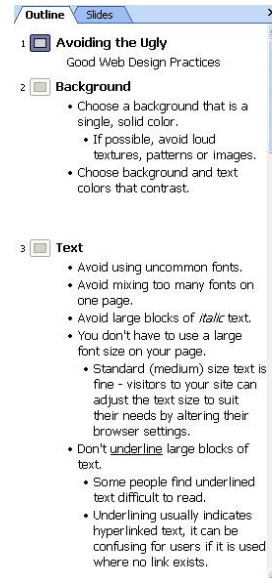 Outline Slides
1 Avoiding the Ugly
Good Web Design Practices
2 Background
• Choose a background that is a
single, solid color.
• If possible, avoid loud
textures, patterns or images.
• Choose background and text
colors that contrast.
3 Text
• Avoid using uncommon fonts.
• Avoid mixing too many fonts on
one page.
• Avoid large blocks of italic text.
• You don't have to use a large
font size on your page.
• Standard (medium) size text is
fine - visitors to your site can
adjust the text size to suit
their needs by altering their
browser settings.
• Don't underline large blocks of
text.
• Some people find underlined
text difficult to read.
• Underlining usually indicates
hyperlinked text, it can be
confusing for users if it is used
where no link exists.